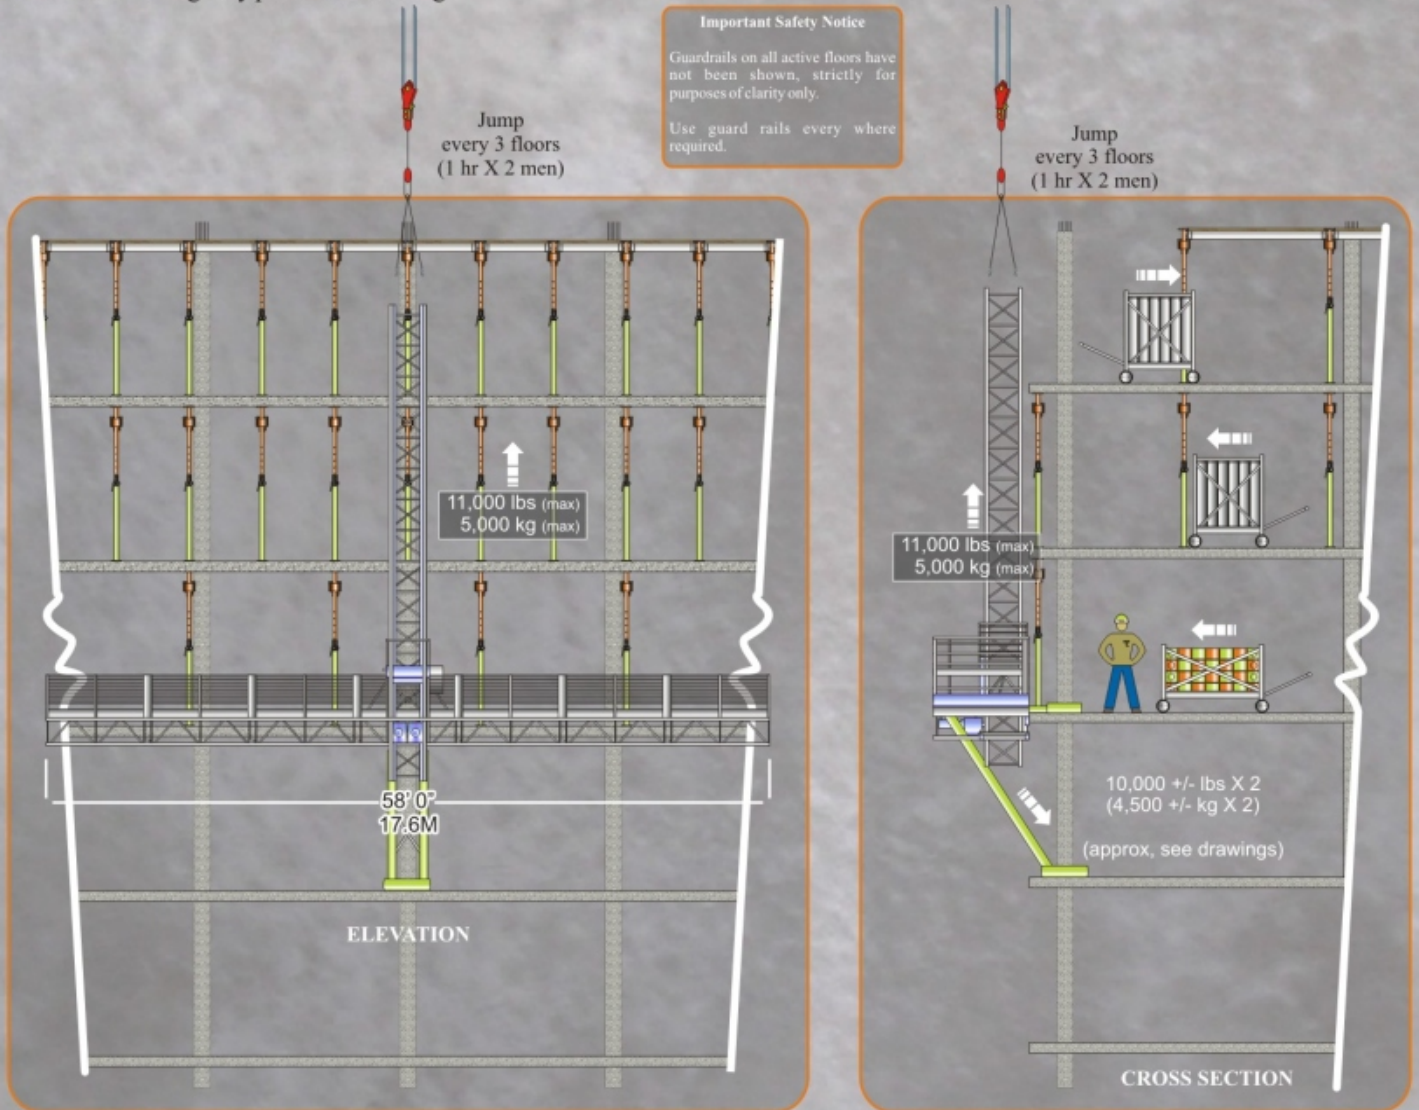 Important Safety Notice
Guardrails on all active floors have
not been shown, strictly for
purposes of clarity only.
Use guard rails every where
required.
Jump
every 3 floors
(1 hr X 2 men)
Jump
every 3 floors
(1 hr X 2 men)
11,000 lbs (max)
5,000 kg (max)
58' 0"
17.6M
ELEVATION
11,000 lbs (max)
5,000 kg (max)
10,000 +/- lbs X 2
(4,500 +/- kg X 2)
(approx, see drawings)
CROSS SECTION